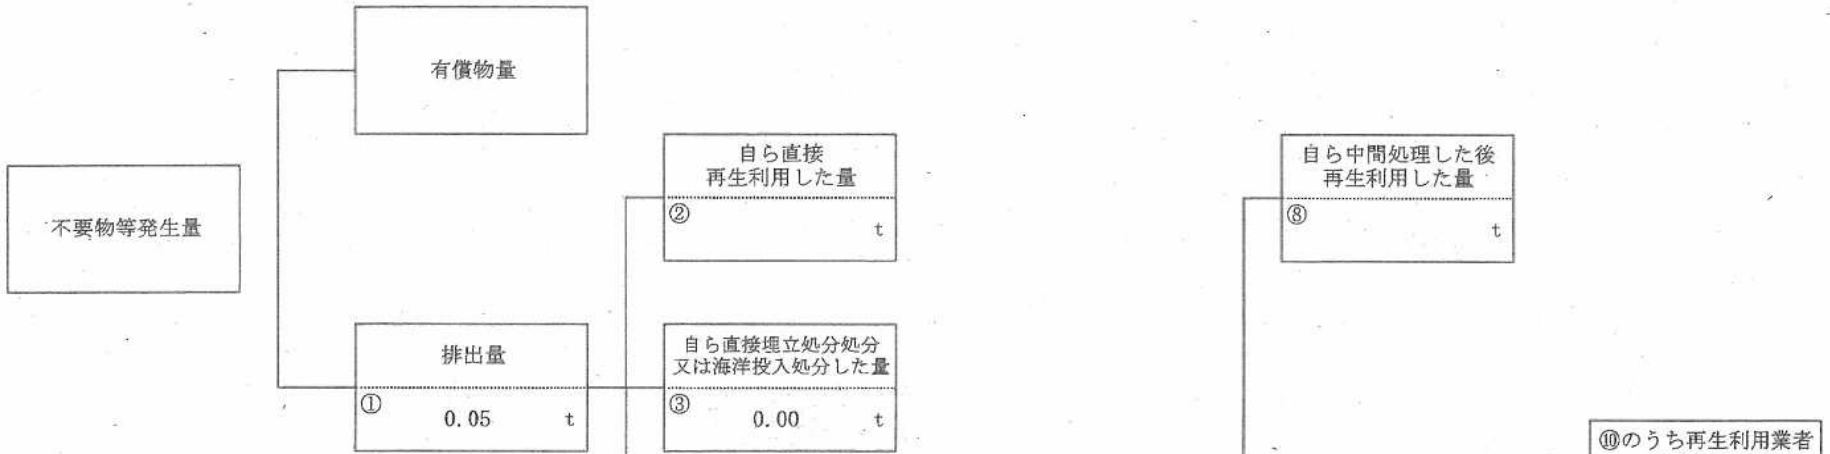 有償物量
不要物等発生量
自ら直接
再生利用した量
② t
自ら中間処理した後
再生利用した量
⑧ t
排出量
① 0.05 t
自ら直接埋立処分処分
又は海洋投入処分した量
③ 0.00 t
⑩のうち再生利用業者